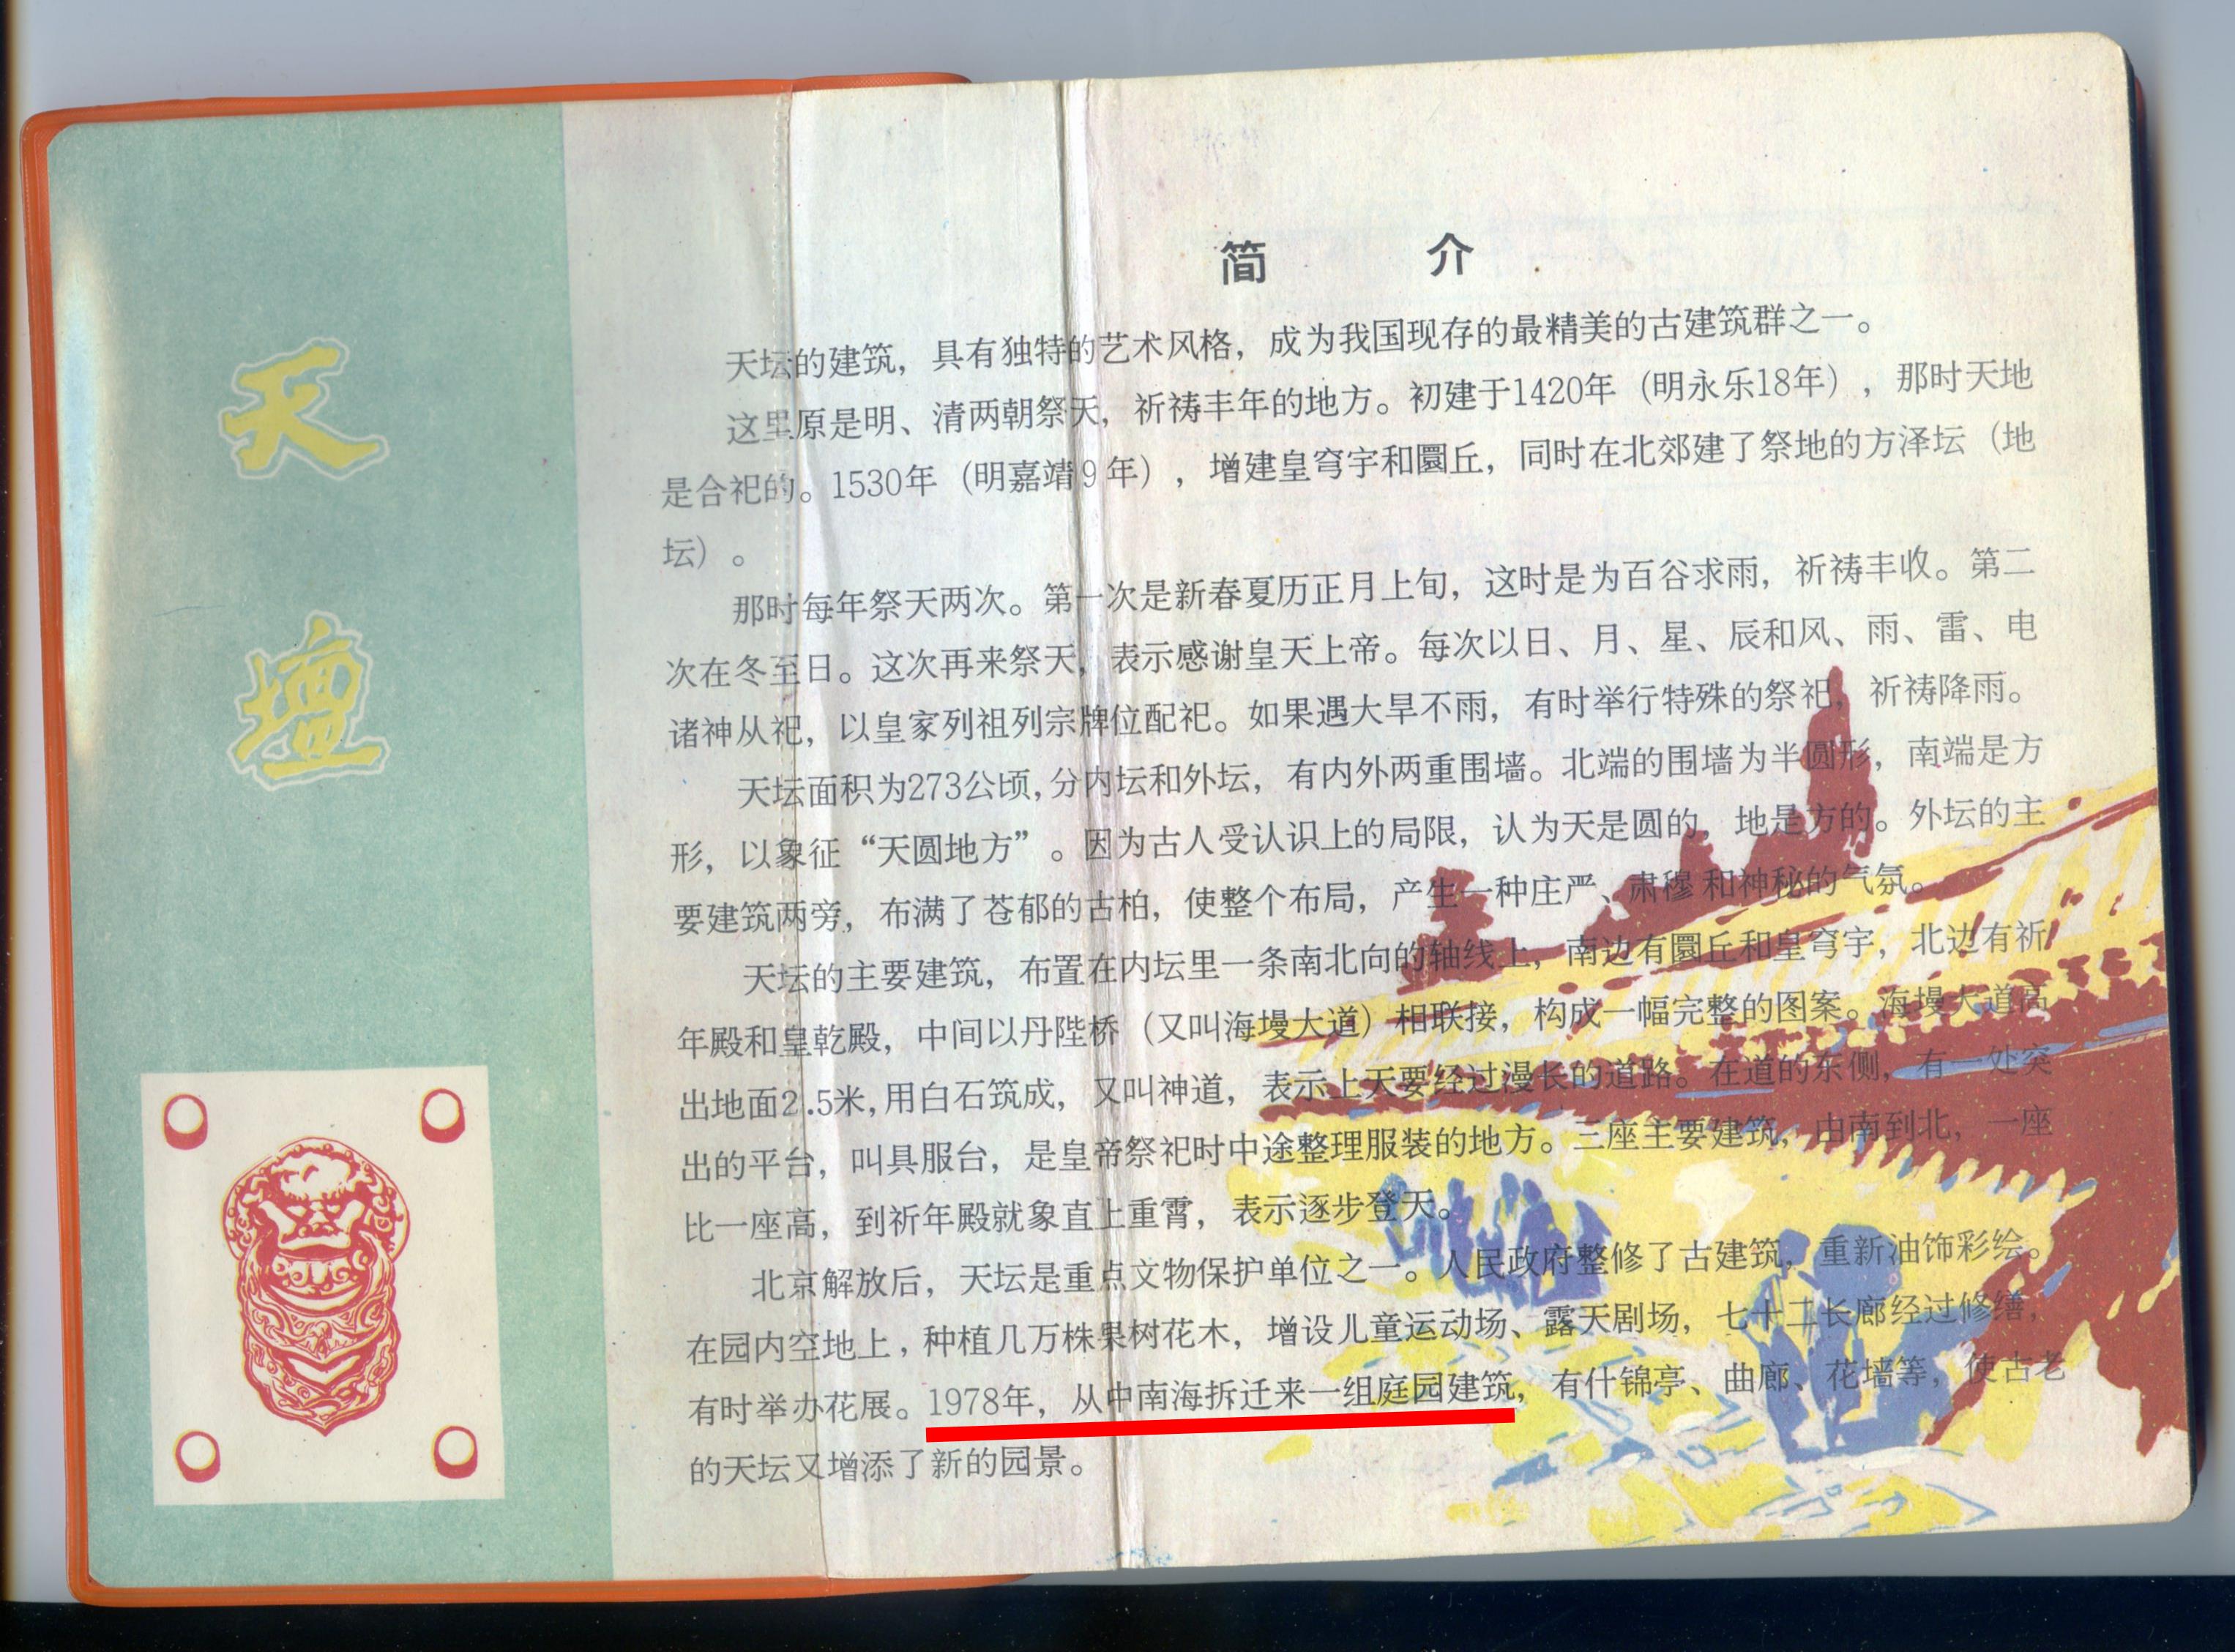 天
壇
简 介
天坛的建筑，具有独特的艺术风格，成为我国现存的最精美的古建筑群之一。
这里原是明、清两朝祭天，祈祷丰年的地方。初建于1420年（明永乐18年），那时天地
是合祀的。1530年（明嘉靖9年），增建皇穹宇和圜丘，同时在北郊建了祭地的方泽坛（地
坛）。
那时每年祭天两次。第一次是新春夏历正月上旬，这时是为百谷求雨，祈祷丰收。第二
次在冬至日。这次再来祭天，表示感谢皇天上帝。每次以日、月、星、辰和风、雨、雷、电
诸神从祀，以皇家列祖列宗牌位配祀。如果遇大旱不雨，有时举行特殊的祭祀，祈祷降雨。
天坛面积为273公顷，分内坛和外坛，有内外两重围墙。北端的围墙为半圆形，南端是方
形，以象征“天圆地方”。因为古人受认识上的局限，认为天是圆的，地是方的。外坛的主
要建筑两旁，布满了苍郁的古柏，使整个布局，产生一种庄严、肃穆和神秘的气氛。
天坛的主要建筑，布置在内坛里一条南北向的轴线上，南边有圜丘和皇穹宇，北边有祈
年殿和皇乾殿，中间以丹陛桥（又叫海墁大道）相联接，构成一幅完整的图案。海墁大道高
出地面2.5米，用白石筑成，又叫神道，表示上天要经过漫长的道路。在道的东侧，有一处突
出的平台，叫具服台，是皇帝祭祀时中途整理服装的地方。三座主要建筑，由南到北，一座
比一座高，到祈年殿就象直上重霄，表示逐步登天。
北京解放后，天坛是重点文物保护单位之一。人民政府整修了古建筑，重新油饰彩绘。
在园内空地上，种植几万株果树花木，增设儿童运动场、露天剧场，七十二长廊经过修缮，
有时举办花展。1978年，从中南海拆迁来一组庭园建筑，有什锦亭、曲廊、花墙等，使古老
的天坛又增添了新的园景。